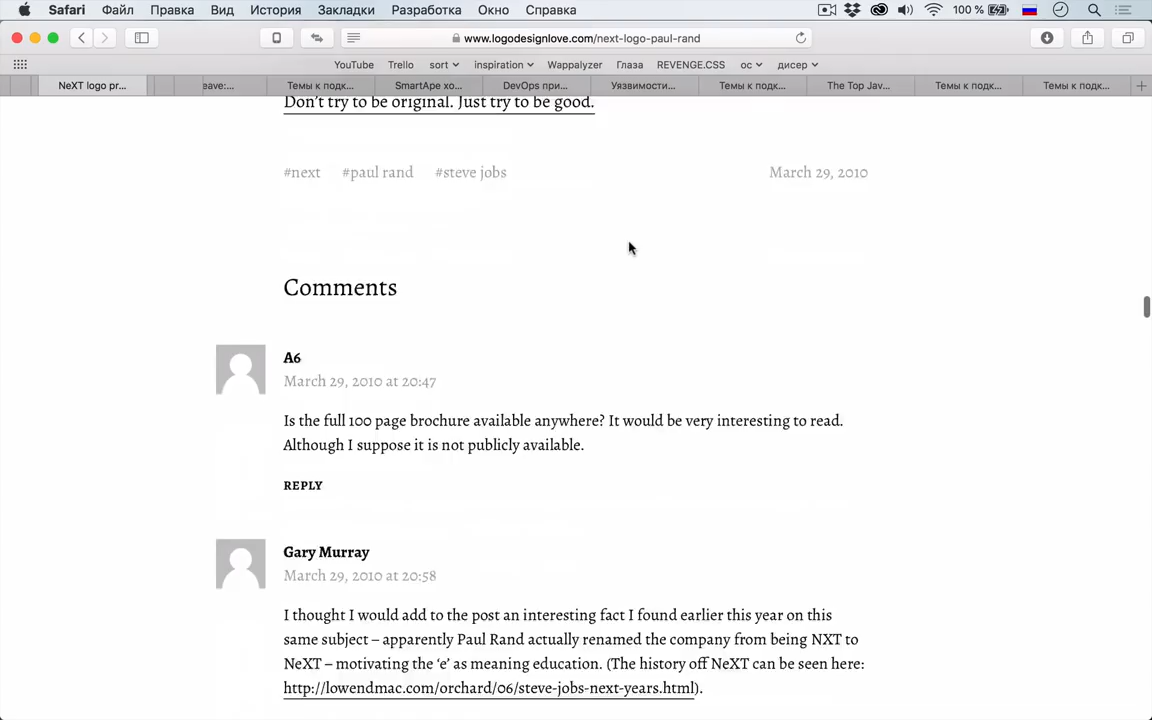 Safari Файл Правка Вид История Закладки Разработка Окно Справка 100 %
www.logodesignlove.com/next-logo-paul-rand
YouTube Trello sort inspiration Wappalyzer Глаза REVENGE.CSS ос дисер
NeXT logo pr... eave:... Темы к подк... SmartApe хо... DevOps при... Уязвимости... Темы к подк... The Top Jav... Темы к подк... Темы к подк...
Don't try to be original. Just try to be good.
#next #paul rand #steve jobs March 29, 2010
Comments
A6
March 29, 2010 at 20:47
Is the full 100 page brochure available anywhere? It would be very interesting to read.
Although I suppose it is not publicly available.
REPLY
Gary Murray
March 29, 2010 at 20:58
I thought I would add to the post an interesting fact I found earlier this year on this
same subject – apparently Paul Rand actually renamed the company from being NXT to
NeXT – motivating the 'e' as meaning education. (The history off NeXT can be seen here:
http://lowendmac.com/orchard/06/steve-jobs-next-years.html).